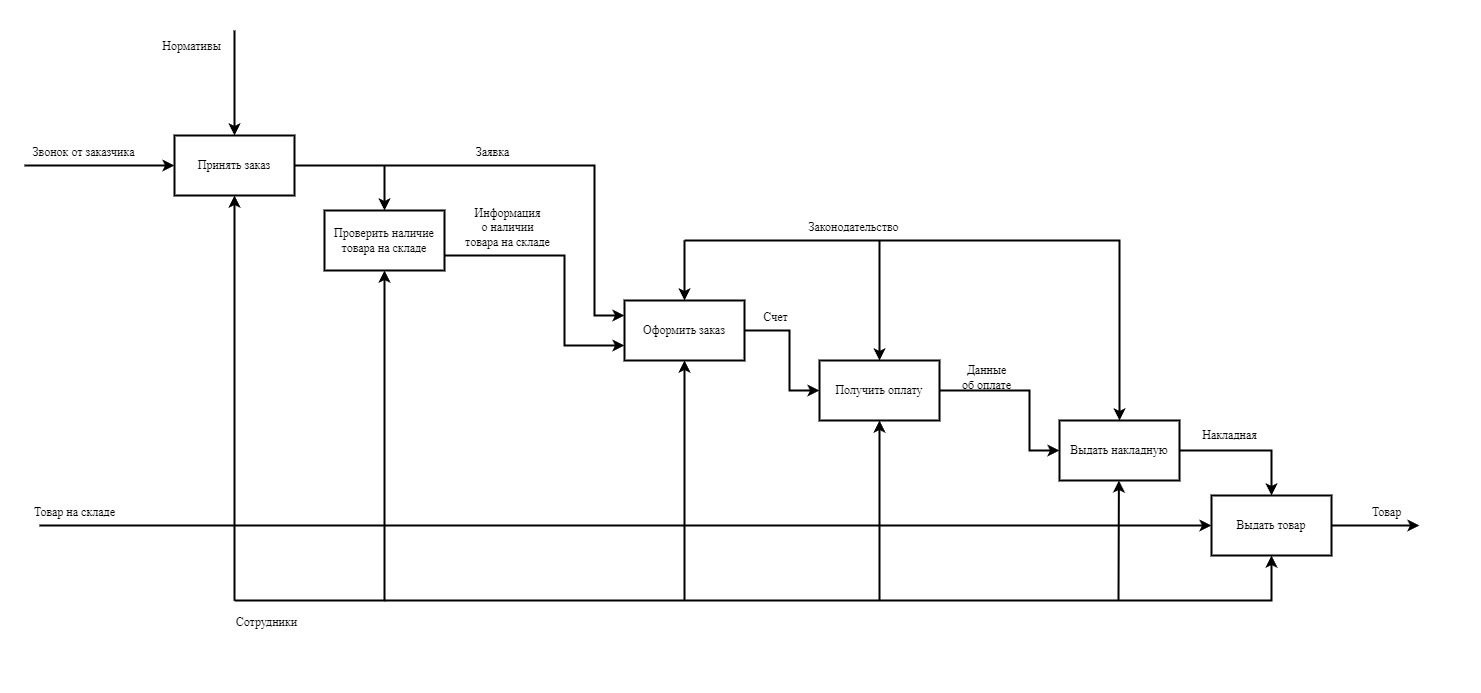 Нормативы
Звонок от заказчика
Принять заказ
Заявка
Проверить наличие
товара на складе
Информация
о наличии
товара на складе
Законодательство
Оформить заказ
Счет
Получить оплату
Данные
об оплате
Выдать накладную
Накладная
Товар на складе
Выдать товар
Товар
Сотрудники